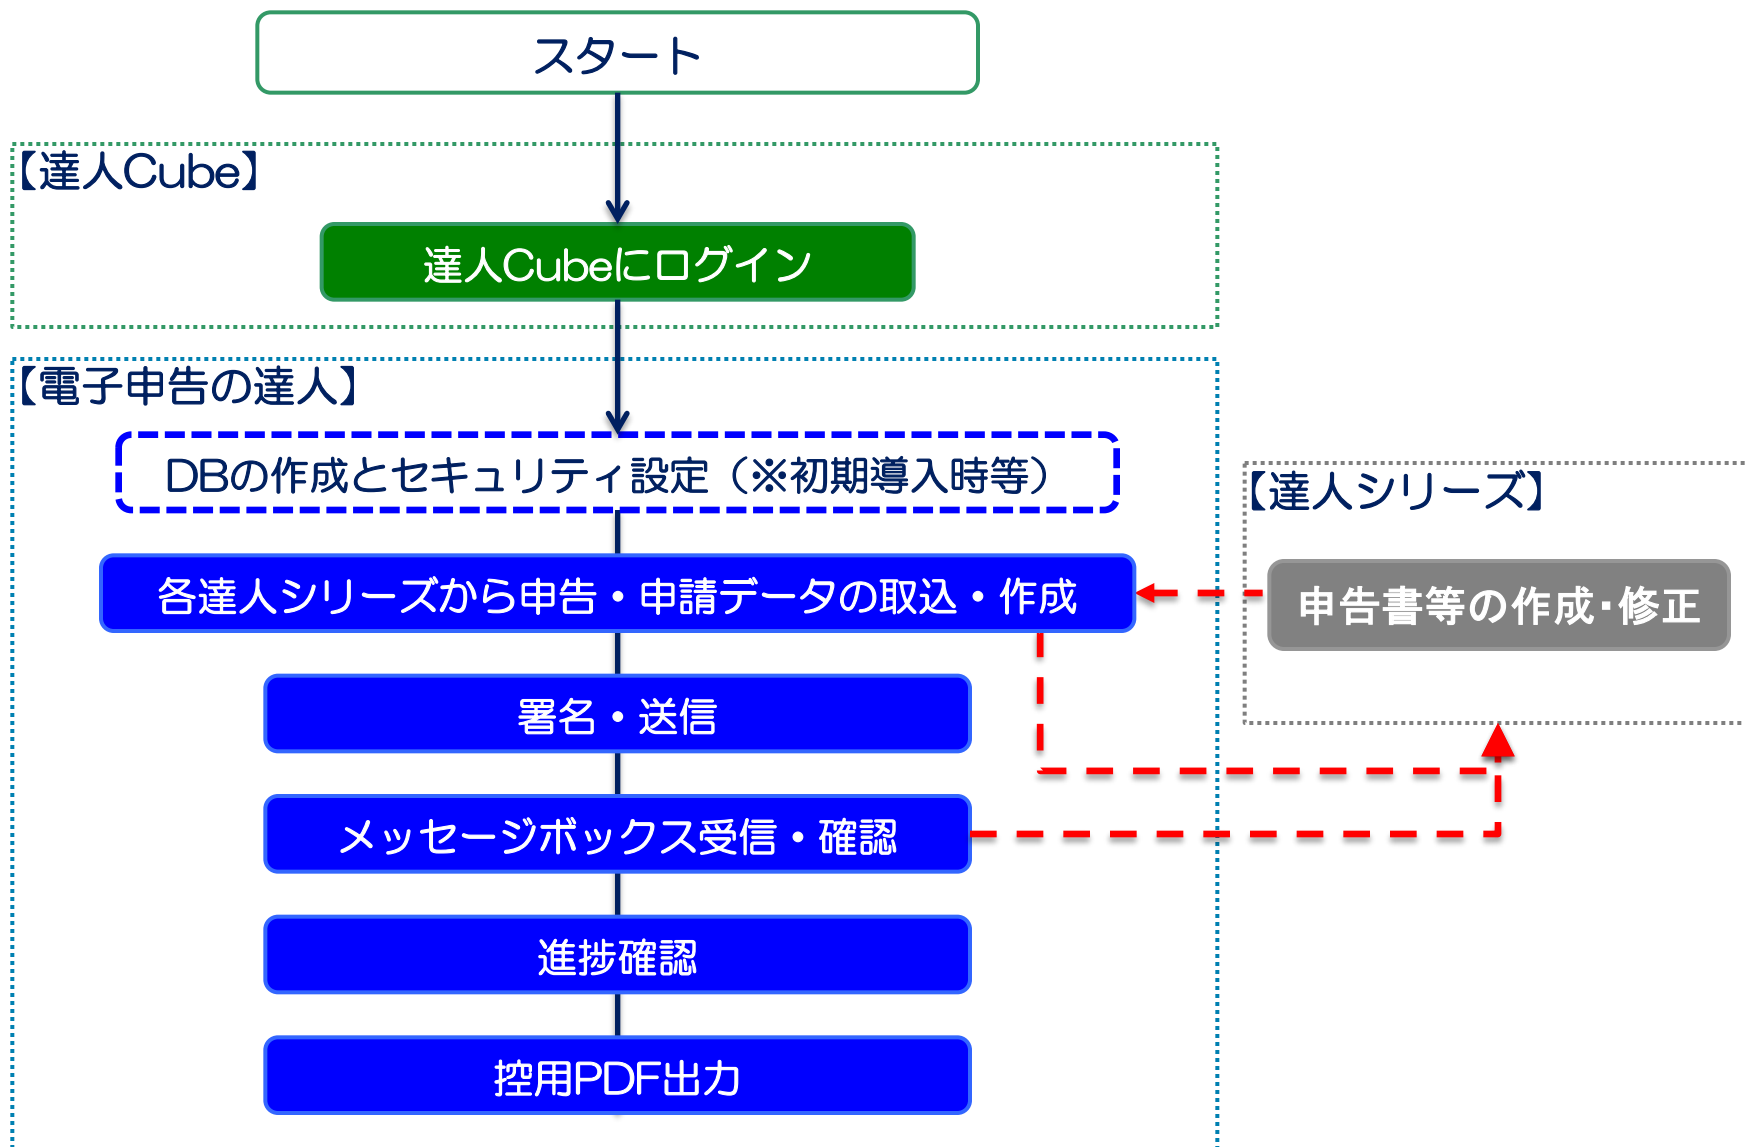 スタート
【達人Cube】
達人Cubeにログイン
【電子申告の達人】
DBの作成とセキュリティ設定（※初期導入時等）
【達人シリーズ】
各達人シリーズから申告・申請データの取込・作成
申告書等の作成・修正
署名・送信
メッセージボックス受信・確認
進捗確認
控用PDF出力